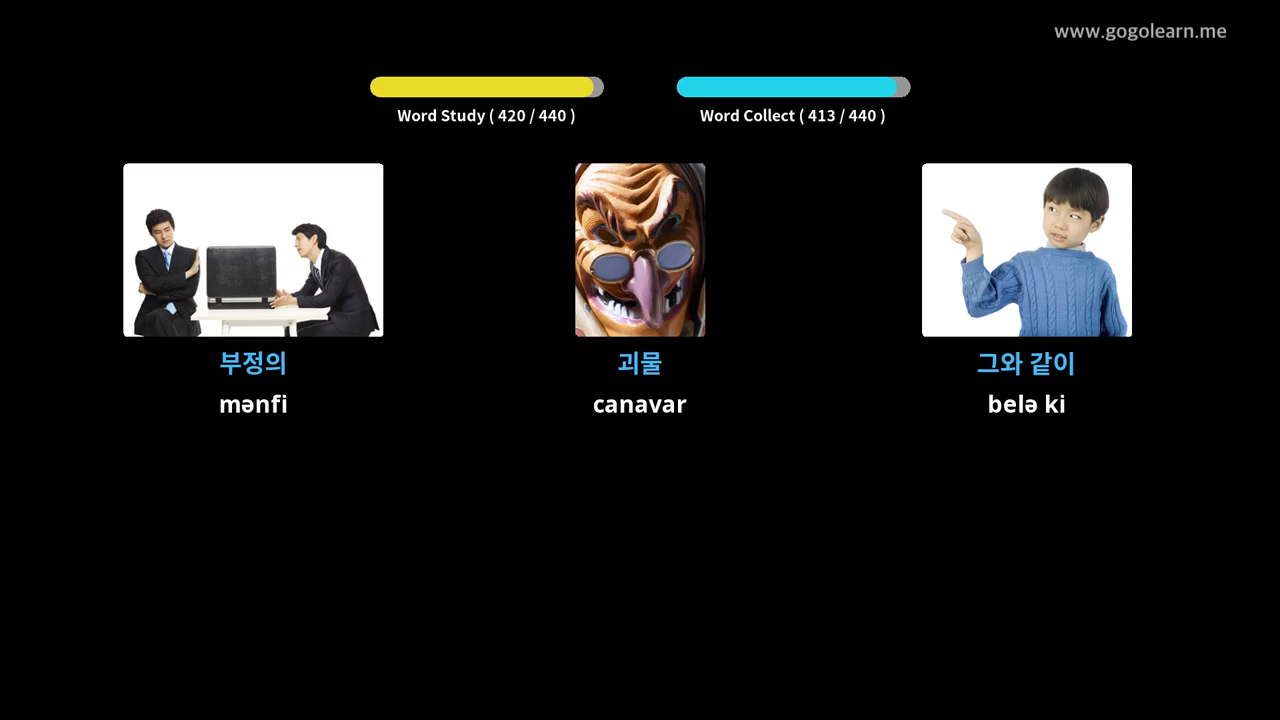 www.gogolearn.me
Word Study ( 420 / 440 )
Word Collect ( 413 / 440 )
부정의
괴물
그와 같이
mənfi
canavar
belə ki